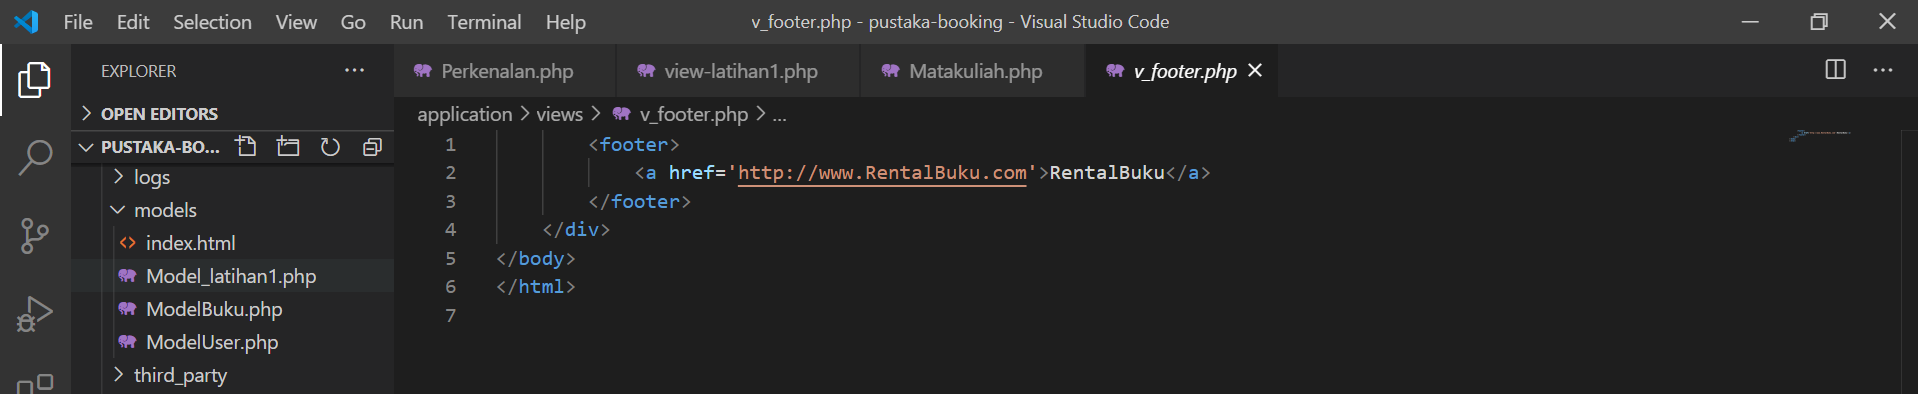 File Edit Selection View Go Run Terminal Help v_footer.php - pustaka-booking - Visual Studio Code
EXPLORER
OPEN EDITORS
PUSTAKA-BO...
logs
models
index.html
Model_latihan1.php
ModelBuku.php
ModelUser.php
third_party
Perkenalan.php view-latihan1.php Matakuliah.php v_footer.php
application > views > v_footer.php > ...
1 <footer>
2 <a href='http://www.RentalBuku.com'>RentalBuku</a>
3 </footer>
4 </div>
5 </body>
6 </html>
7